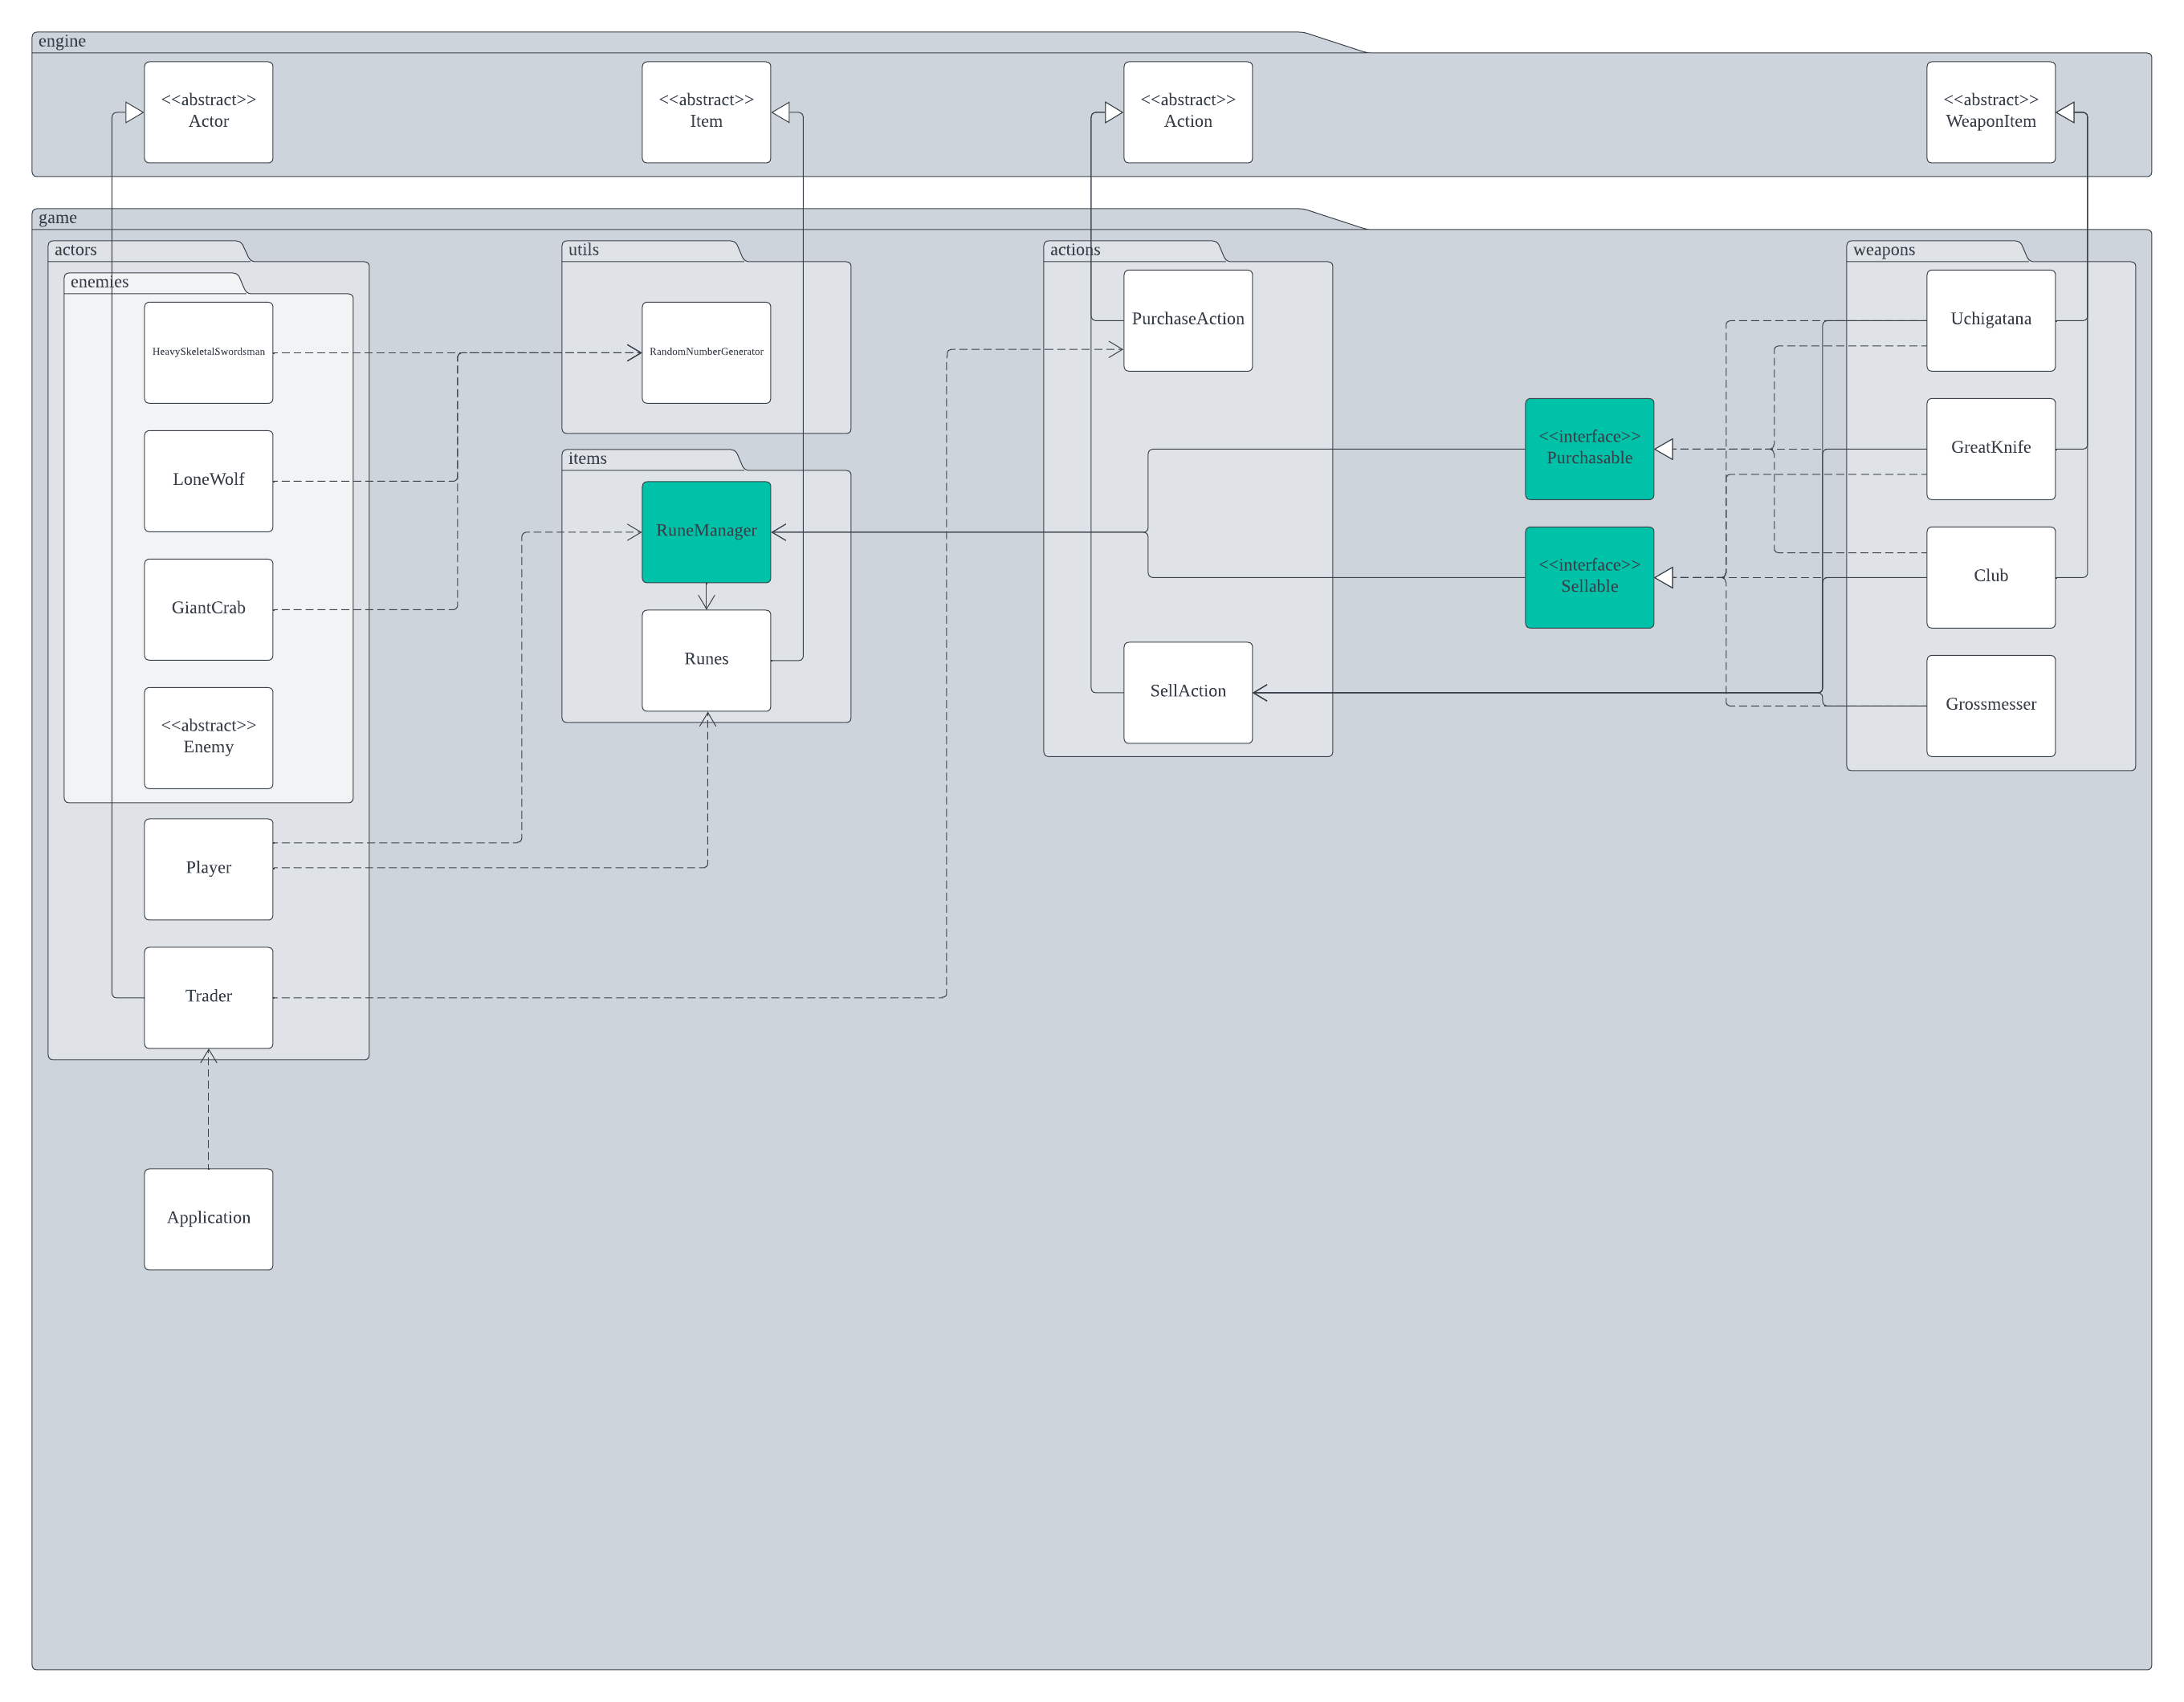 engine
<<abstract>>
Actor
<<abstract>>
Item
<<abstract>>
Action
<<abstract>>
WeaponItem
game
actors
enemies
HeavySkeletalSwordsman
LoneWolf
GiantCrab
<<abstract>>
Enemy
Player
Trader
Application
utils
RandomNumberGenerator
items
RuneManager
Runes
actions
PurchaseAction
SellAction
<<interface>>
Purchasable
<<interface>>
Sellable
weapons
Uchigatana
GreatKnife
Club
Grossmesser